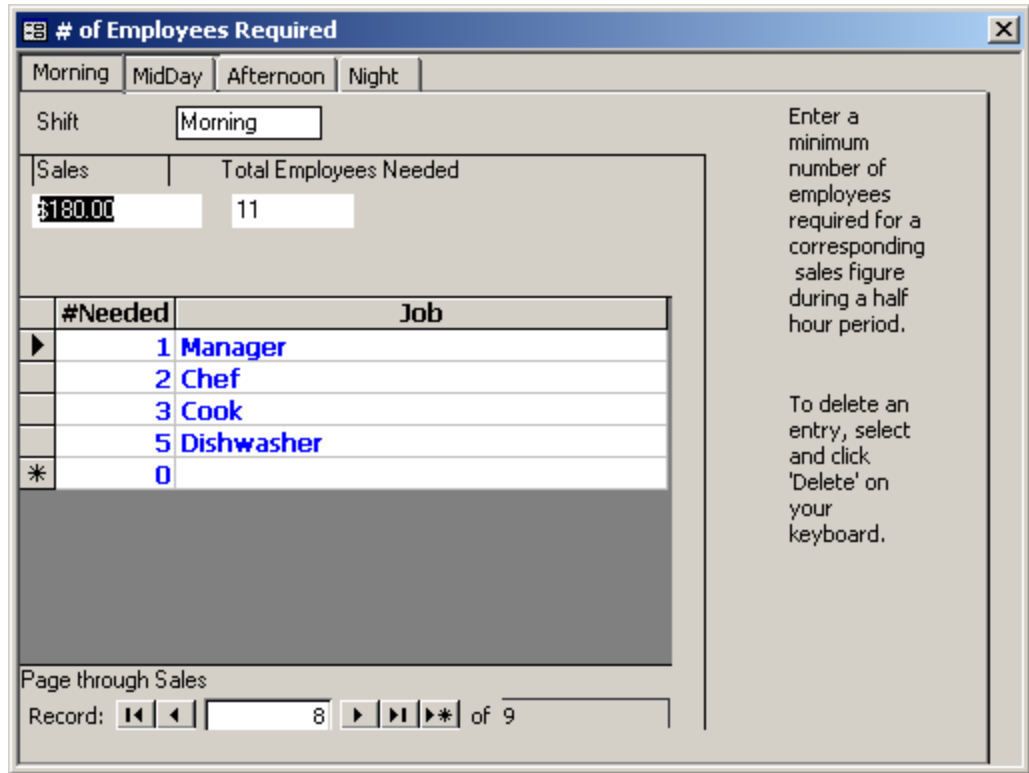 # of Employees Required
Morning MidDay Afternoon Night
Shift Morning
Sales Total Employees Needed
$180.00 11
#Needed Job
1 Manager
2 Chef
3 Cook
5 Dishwasher
0
Page through Sales
Record: 8 of 9
Enter a
minimum
number of
employees
required for a
corresponding
sales figure
during a half
hour period.
To delete an
entry, select
and click
'Delete' on
your
keyboard.